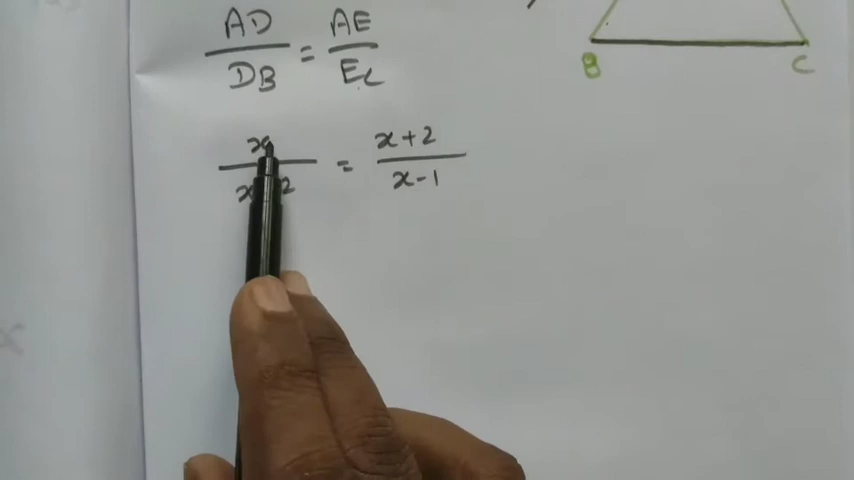 AD/DB = AE/EC
x/x-2 = x+2/x-1
B C